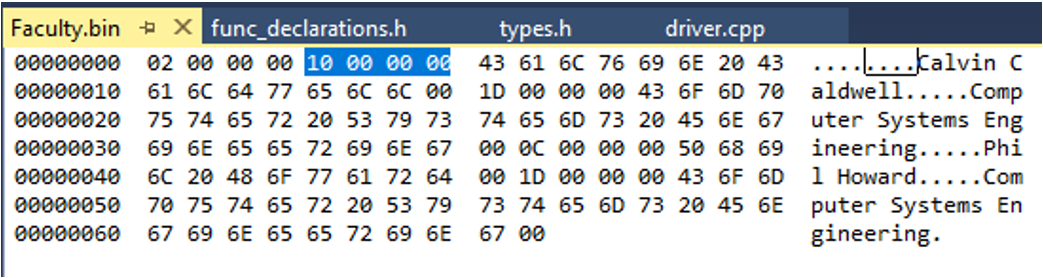 Faculty.bin func_declarations.h types.h driver.cpp
00000000 02 00 00 00 10 00 00 00 43 61 6C 76 69 6E 20 43 ........Calvin C
00000010 61 6C 64 77 65 6C 6C 00 1D 00 00 00 43 6F 6D 70 aldwell.....Comp
00000020 75 74 65 72 20 53 79 73 74 65 6D 73 20 45 6E 67 uter Systems Eng
00000030 69 6E 65 65 72 69 6E 67 00 0C 00 00 00 50 68 69 ineering.....Phi
00000040 6C 20 48 6F 77 61 72 64 00 1D 00 00 00 43 6F 6D l Howard.....Com
00000050 70 75 74 65 72 20 53 79 73 74 65 6D 73 20 45 6E puter Systems En
00000060 67 69 6E 65 65 72 69 6E 67 00 gineering.